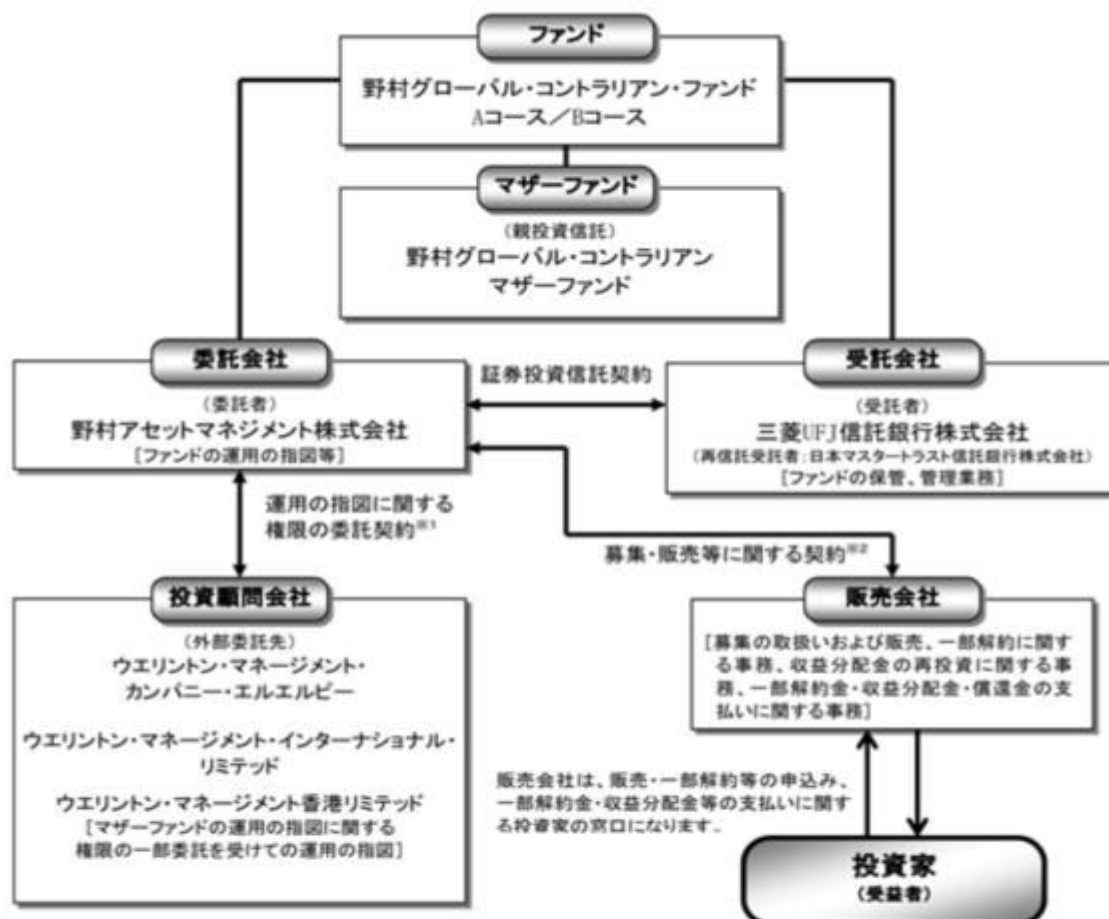 ファンド
野村グローバル・コントラリアン・ファンド
Aコース／Bコース
マザーファンド
(親投資信託)
野村グローバル・コントラリアン
マザーファンド
委託会社
(委託者)
野村アセットマネジメント株式会社
[ファンドの運用の指図等]
証券投資信託契約
受託会社
(受託者)
三菱UFJ信託銀行株式会社
(再信託受託者:日本マスタートラスト信託銀行株式会社)
[ファンドの保管、管理業務]
運用の指図に関する
権限の委託契約※1
募集・販売等に関する契約※2
投資顧問会社
(外部委託先)
ウエリントン・マネージメント・
カンパニー・エルエルピー
ウエリントン・マネージメント・インターナショナル・
リミテッド
ウエリントン・マネージメント香港リミテッド
[マザーファンドの運用の指図に関する
権限の一部委託を受けての運用の指図]
販売会社
[募集の取扱いおよび販売、一部解約に関す
る事務、収益分配金の再投資に関する事
務、一部解約金・収益分配金・償還金の支
払いに関する事務]
販売会社は、販売・一部解約等の申込み、
一部解約金・収益分配金等の支払いに関す
る投資家の窓口になります。
投資家
(受益者)